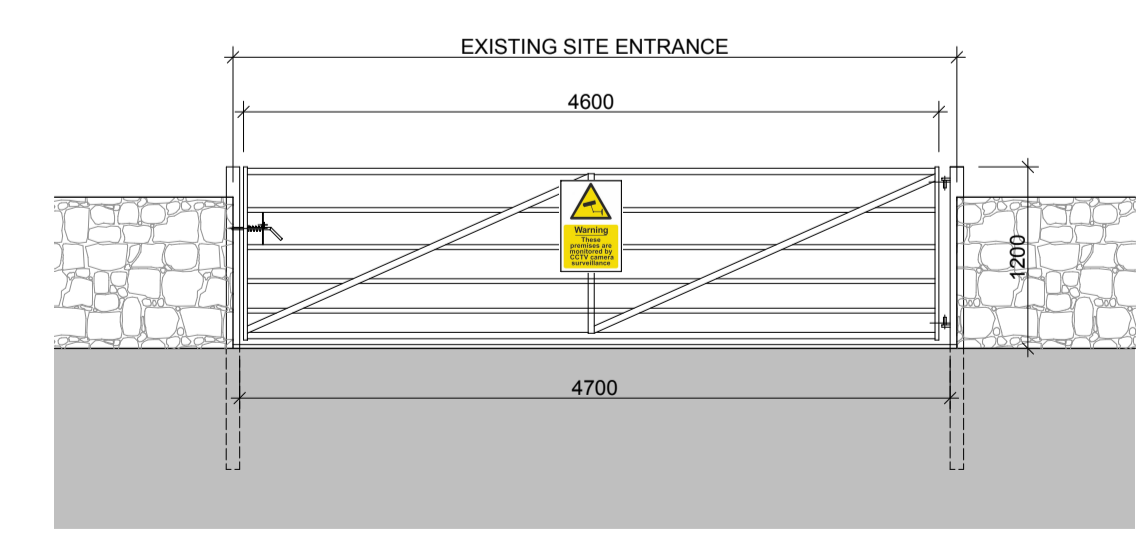 EXISTING SITE ENTRANCE
4600
Warning
These
premises are
monitored by
CCTV camera
surveillance
1200
4700